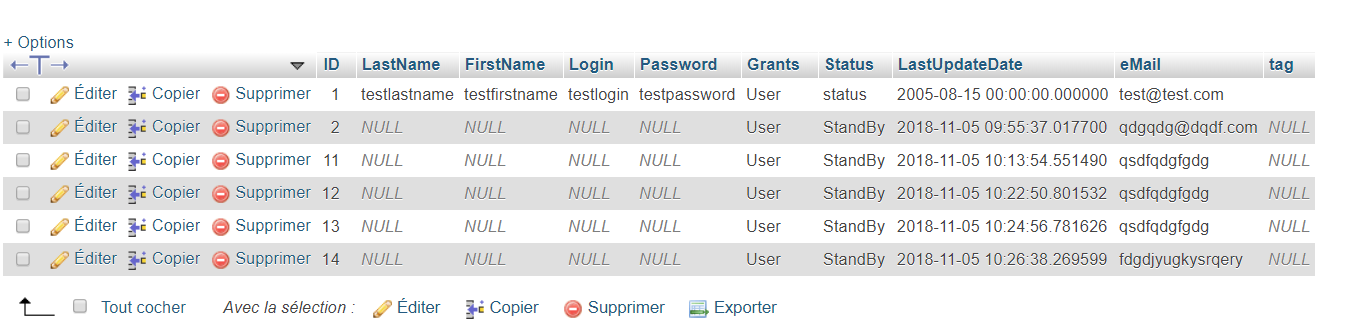 + Options
ID LastName FirstName Login Password Grants Status LastUpdateDate eMail tag
Éditer Copier Supprimer 1 testlastname testfirstname testlogin testpassword User status 2005-08-15 00:00:00.000000 test@test.com
Éditer Copier Supprimer 2 NULL NULL NULL NULL User StandBy 2018-11-05 09:55:37.017700 qdgqdg@dqdf.com NULL
Éditer Copier Supprimer 11 NULL NULL NULL NULL User StandBy 2018-11-05 10:13:54.551490 qsdfqdgfgdg NULL
Éditer Copier Supprimer 12 NULL NULL NULL NULL User StandBy 2018-11-05 10:22:50.801532 qsdfqdgfgdg NULL
Éditer Copier Supprimer 13 NULL NULL NULL NULL User StandBy 2018-11-05 10:24:56.781626 qsdfqdgfgdg NULL
Éditer Copier Supprimer 14 NULL NULL NULL NULL User StandBy 2018-11-05 10:26:38.269599 fdgdjyugkysrqery NULL
Tout cocher Avec la sélection : Éditer Copier Supprimer Exporter